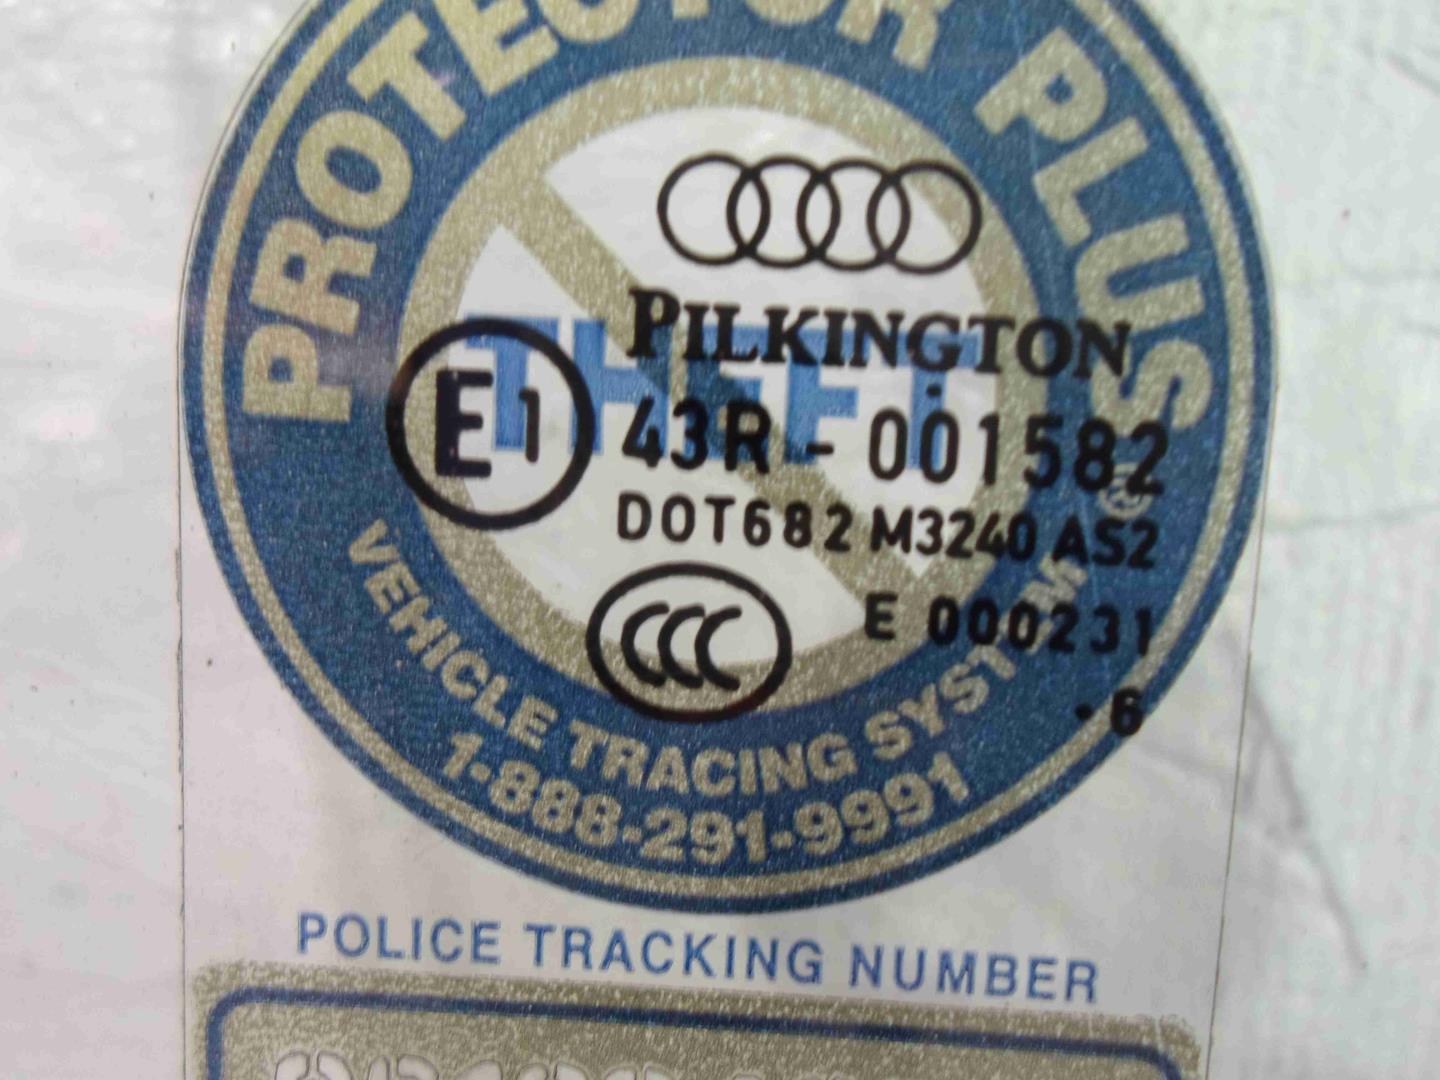 PROTECTOR PLUS
THEFT
PILKINGTON
E1
43R - 001582
DOT682 M3240 AS2
CCC
E 000231
·6
VEHICLE TRACING SYSTEM®
1-888-291-9991
POLICE TRACKING NUMBER